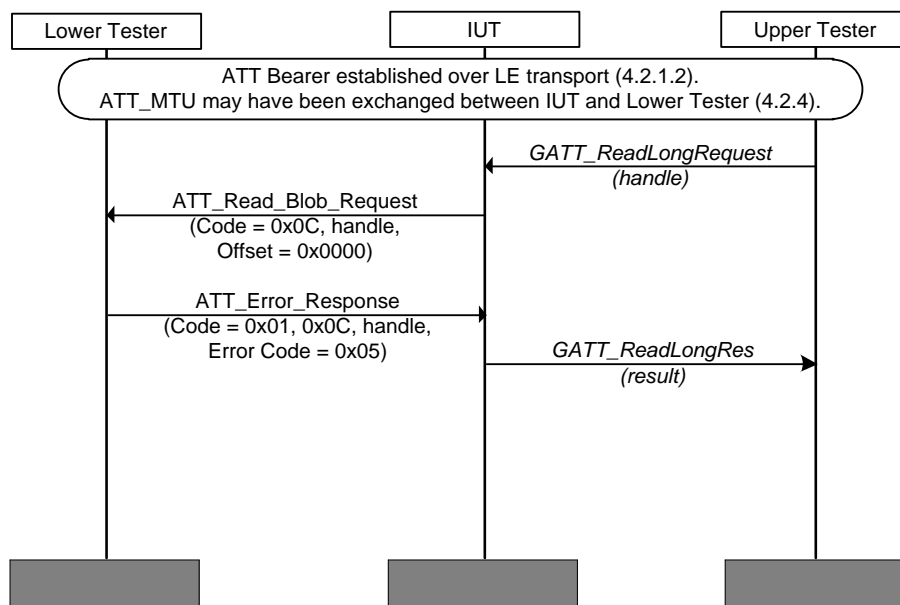 Lower Tester
IUT
Upper Tester
ATT Bearer established over LE transport (4.2.1.2).
ATT_MTU may have been exchanged between IUT and Lower Tester (4.2.4).
GATT_ReadLongRequest
(handle)
ATT_Read_Blob_Request
(Code = 0x0C, handle,
Offset = 0x0000)
ATT_Error_Response
(Code = 0x01, 0x0C, handle,
Error Code = 0x05)
GATT_ReadLongRes
(result)